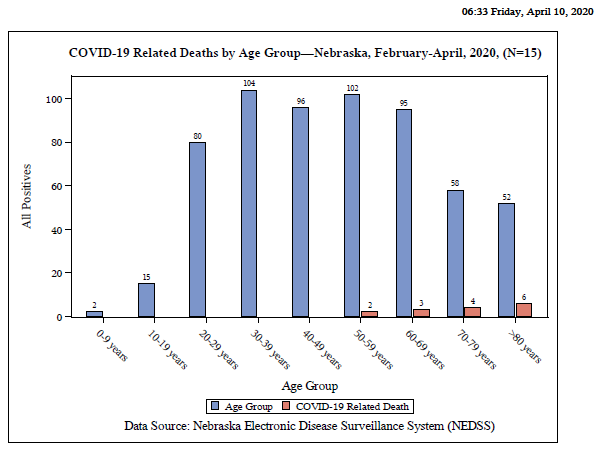 06:33 Friday, April 10, 2020
COVID-19 Related Deaths by Age Group—Nebraska, February-April, 2020, (N=15)
All Positives
100
80
60
40
20
0
2
15
80
104
96
102
2
95
3
58
4
52
6
0-9 years
10-19 years
20-29 years
30-39 years
40-49 years
50-59 years
60-69 years
70-79 years
>80 years
Age Group
Age Group COVID-19 Related Death
Data Source: Nebraska Electronic Disease Surveillance System (NEDSS)